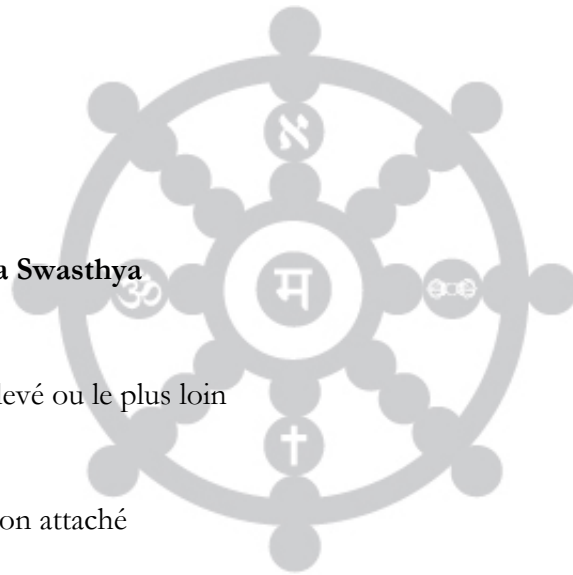 א
a Swasthya
ॐ
म
levé ou le plus loin
on attaché